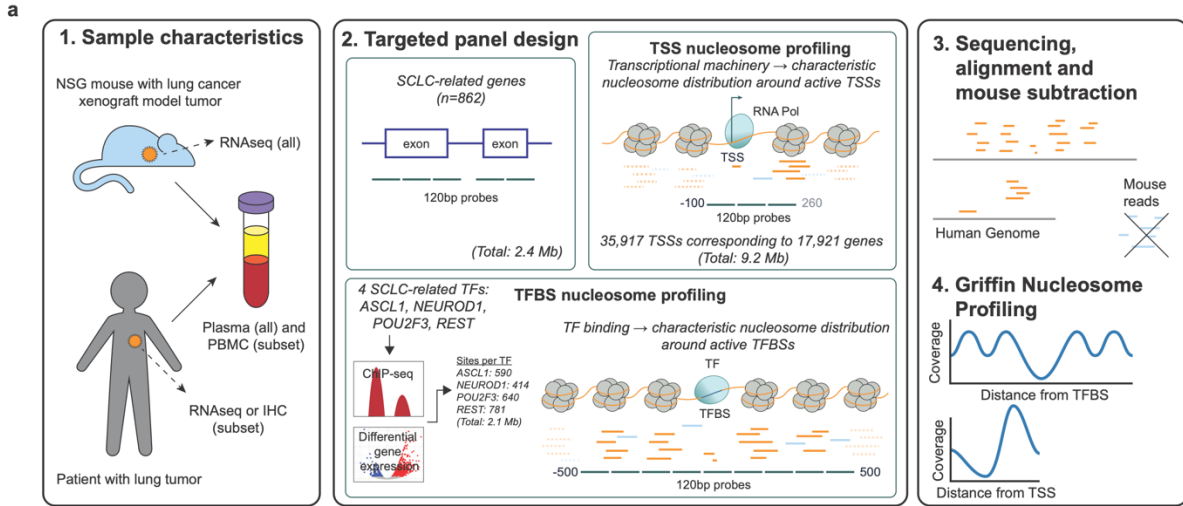 a
1. Sample characteristics
NSG mouse with lung cancer
xenograft model tumor
RNAseq (all)
Plasma (all) and
PBMC (subset)
RNAseq or IHC
(subset)
Patient with lung tumor
2. Targeted panel design
SCLC-related genes
(n=862)
exon
exon
120bp probes
(Total: 2.4 Mb)
TSS nucleosome profiling
Transcriptional machinery → characteristic
nucleosome distribution around active TSSs
RNA Pol
TSS
-100
260
120bp probes
35,917 TSSs corresponding to 17,921 genes
(Total: 9.2 Mb)
4 SCLC-related TFs:
ASCL1, NEUROD1,
POU2F3, REST
ChIP-seq
Differential
gene
expression
Sites per TF
ASCL1: 590
NEUROD1: 414
POU2F3: 640
REST: 781
(Total: 2.1 Mb)
TFBS nucleosome profiling
TF binding → characteristic nucleosome distribution
around active TFBSs
TF
TFBS
-500
500
120bp probes
3. Sequencing,
alignment and
mouse subtraction
Mouse
reads
Human Genome
4. Griffin Nucleosome
Profiling
Coverage
Distance from TFBS
Coverage
Distance from TSS